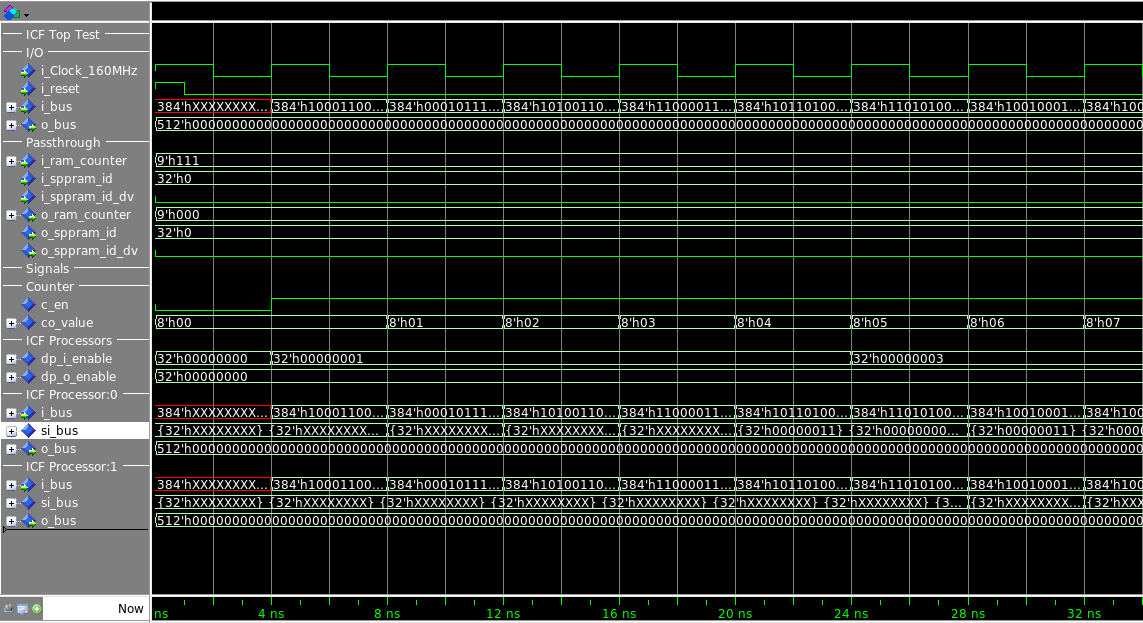 ICF Top Test
I/O
i_Clock_160MHz
i_reset
i_bus 384'hXXXXXXXX... 384'h10001100... 384'h00010111... 384'h10100110... 384'h11000011... 384'h10110100... 384'h11010100... 384'h10010001... 384'h100
o_bus
Passthrough
i_ram_counter 9'h111
i_sppram_id 32'h0
i_sppram_id_dv
o_ram_counter 9'h000
o_sppram_id 32'h0
o_sppram_id_dv
Signals
Counter
c_en
co_value 8'h00 8'h01 8'h02 8'h03 8'h04 8'h05 8'h06 8'h07
ICF Processors
dp_i_enable 32'h00000000 32'h00000001 32'h00000003
dp_o_enable 32'h00000000
ICF Processor:0
i_bus 384'hXXXXXXXX... 384'h10001100... 384'h00010111... 384'h10100110... 384'h11000011... 384'h10110100... 384'h11010100... 384'h10010001... 384'h100
si_bus {32'hXXXXXXXX} {32'hXXXXXXXX... {32'hXXXXXXXX... {32'hXXXXXXXX... {32'hXXXXXXXX... {32'h00000011} {32'h00000000... {32'h00000011} {32'h0000
o_bus
ICF Processor:1
i_bus 384'hXXXXXXXX... 384'h10001100... 384'h00010111... 384'h10100110... 384'h11000011... 384'h10110100... 384'h11010100... 384'h10010001... 384'h100
si_bus {32'hXXXXXXXX} {32'hXXXXXXXX} {32'hXXXXXXXX} {32'hXXXXXXXX} {32'hXXXXXXXX} {32'hXXXXXXXX} {32'hXXXXXXXX} {3... {32'hXXXXXXXX... {32'hXX
o_bus
Now ns 4 ns 8 ns 12 ns 16 ns 20 ns 24 ns 28 ns 32 ns